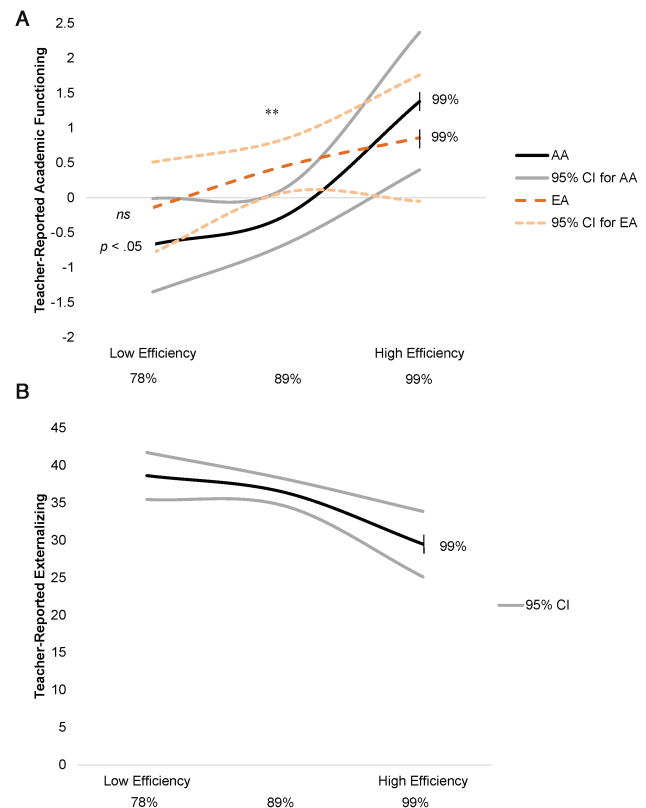 A
Teacher-Reported Academic Functioning
2.5
2
1.5
1
0.5
0
-0.5
-1
-1.5
-2
**
99%
99%
ns
p < .05
AA
95% CI for AA
EA
95% CI for EA
Low Efficiency High Efficiency
78% 89% 99%
B
Teacher-Reported Externalizing
45
40
35
30
25
20
15
10
5
0
99%
95% CI
Low Efficiency High Efficiency
78% 89% 99%